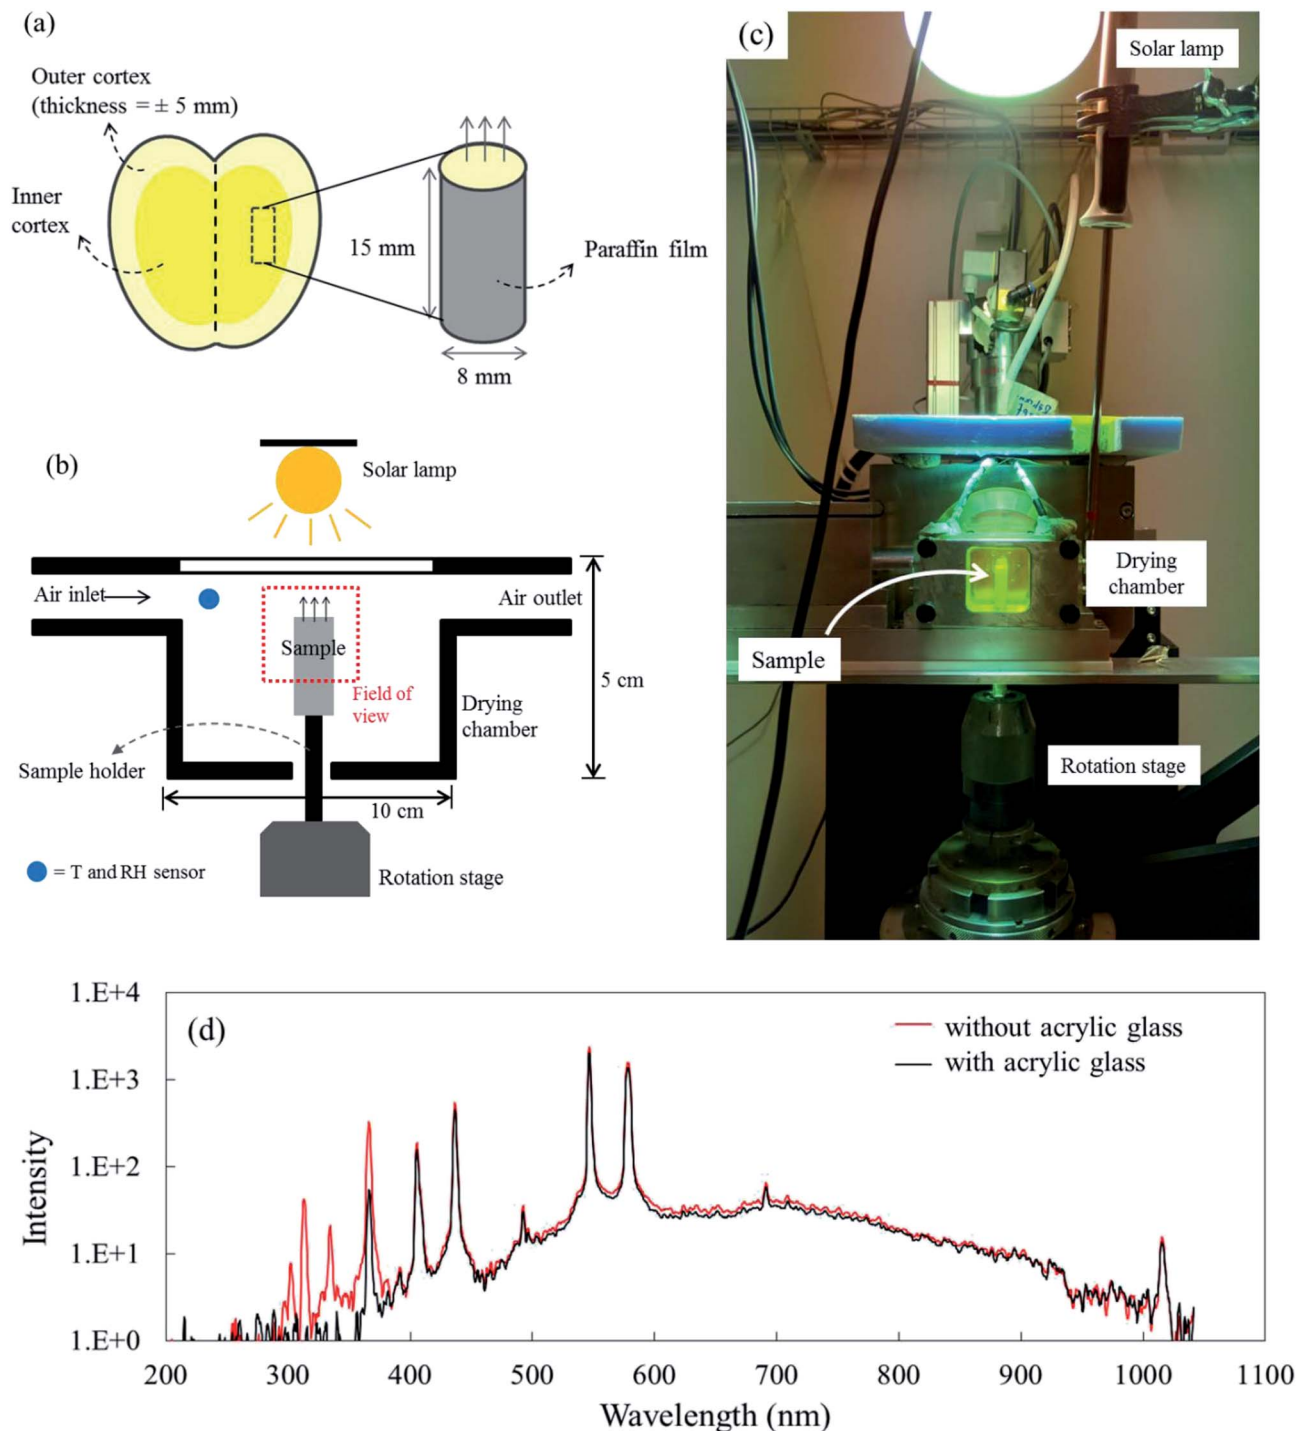 (a)
Outer cortex
(thickness = ± 5 mm)
Inner
cortex
15 mm
Paraffin film
8 mm
(b)
Solar lamp
Air inlet
Air outlet
Sample
Field of
view
5 cm
Drying
chamber
Sample holder
10 cm
= T and RH sensor
Rotation stage
(c)
Solar lamp
Drying
chamber
Sample
Rotation stage
(d)
without acrylic glass
with acrylic glass
1.E+4
1.E+3
1.E+2
1.E+1
1.E+0
Intensity
200 300 400 500 600 700 800 900 1000 1100
Wavelength (nm)